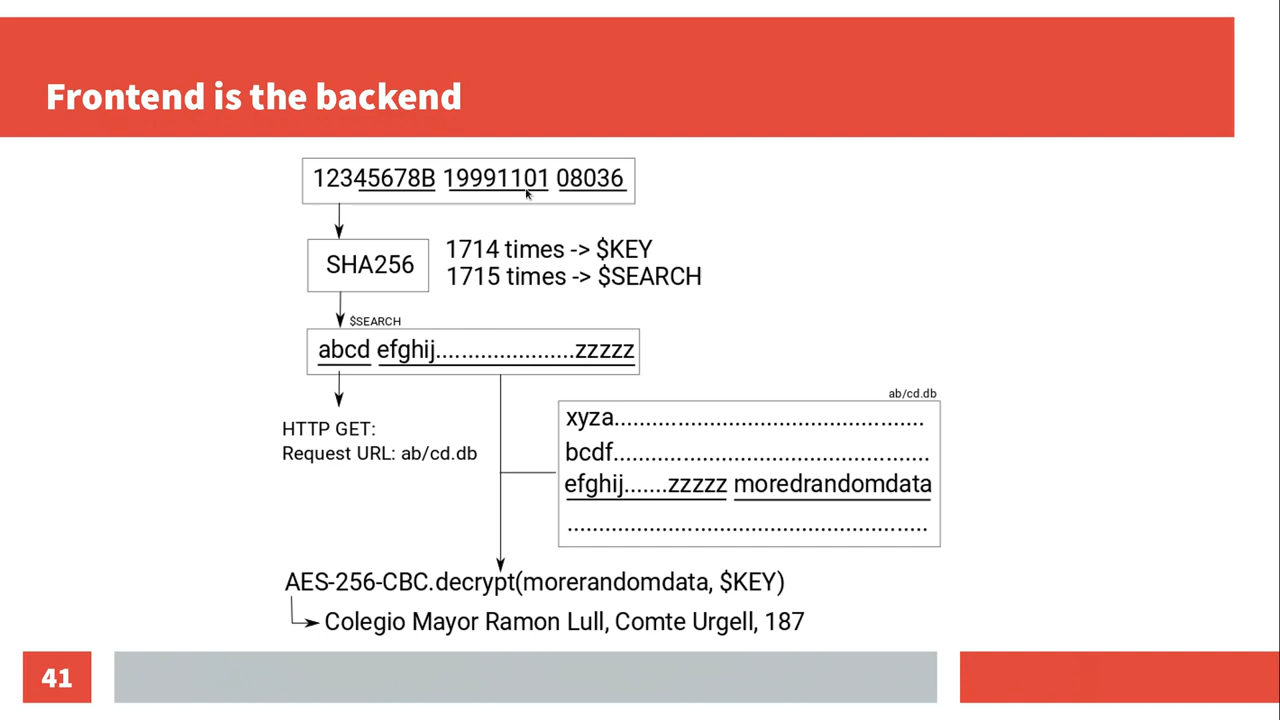 Frontend is the backend
12345678B 19991101 08036
SHA256
1714 times -> $KEY
1715 times -> $SEARCH
$SEARCH
abcd efghij......................zzzzz
HTTP GET:
Request URL: ab/cd.db
ab/cd.db
xyza................................................
bcdf................................................
efghij.......zzzzz moredrandomdata
.......................................................
AES-256-CBC.decrypt(morerandomdata, $KEY)
Colegio Mayor Ramon Lull, Comte Urgell, 187
41